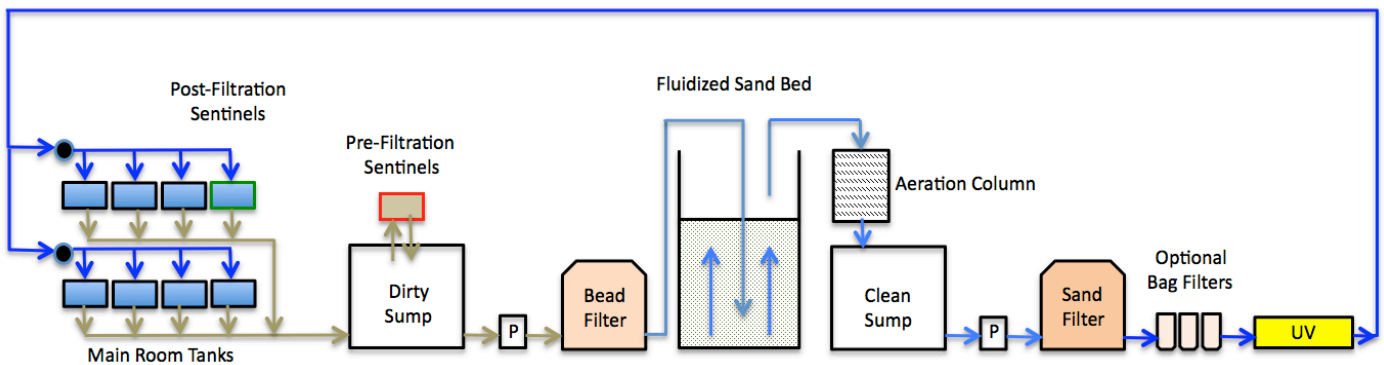 Post-Filtration
Sentinels
Pre-Filtration
Sentinels
Fluidized Sand Bed
Aeration Column
Optional
Bag Filters
Dirty
Sump
P
Bead
Filter
Clean
Sump
P
Sand
Filter
UV
Main Room Tanks